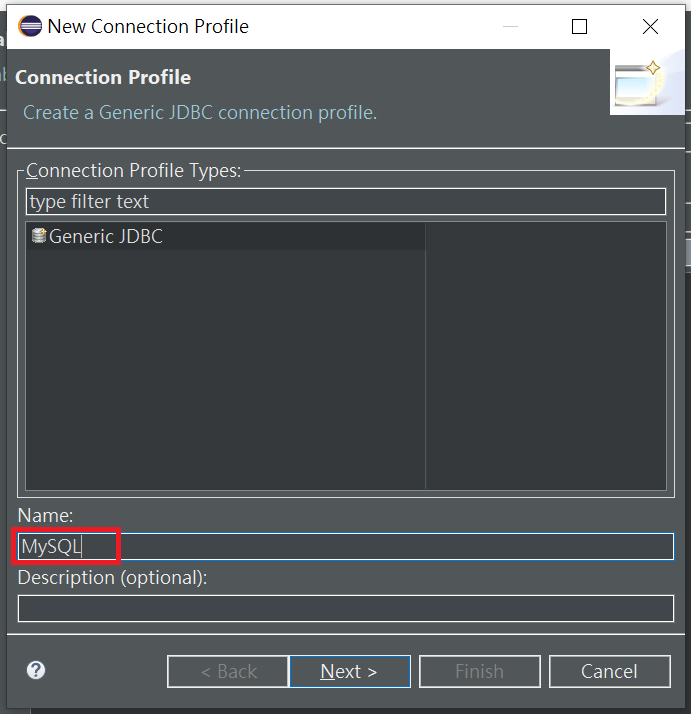 New Connection Profile
Connection Profile
Create a Generic JDBC connection profile.
Connection Profile Types:
type filter text
Generic JDBC
Name:
MySQL
Description (optional):
?
< Back Next > Finish Cancel